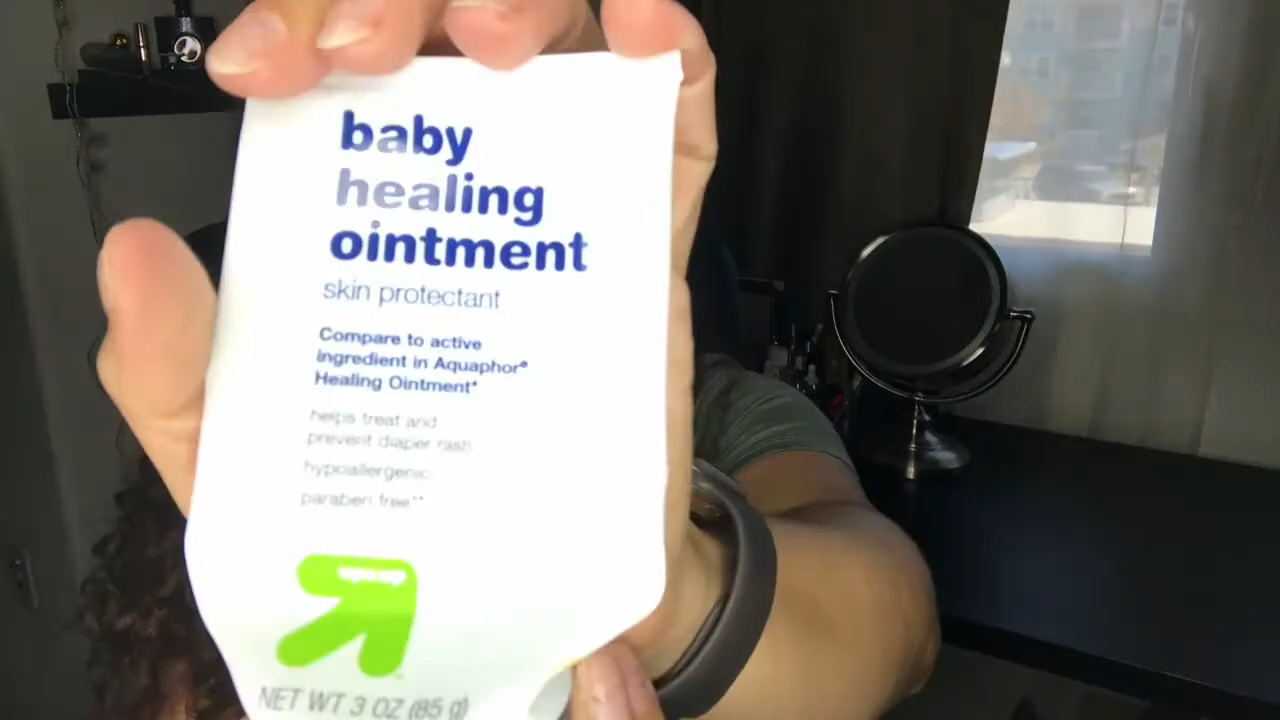 baby
healing
ointment
skin protectant
Compare to active
ingredient in Aquaphor®
Healing Ointment*
helps treat and
prevent diaper rash
hypoallergenic
paraben free**
NET WT 3 OZ (85 g)